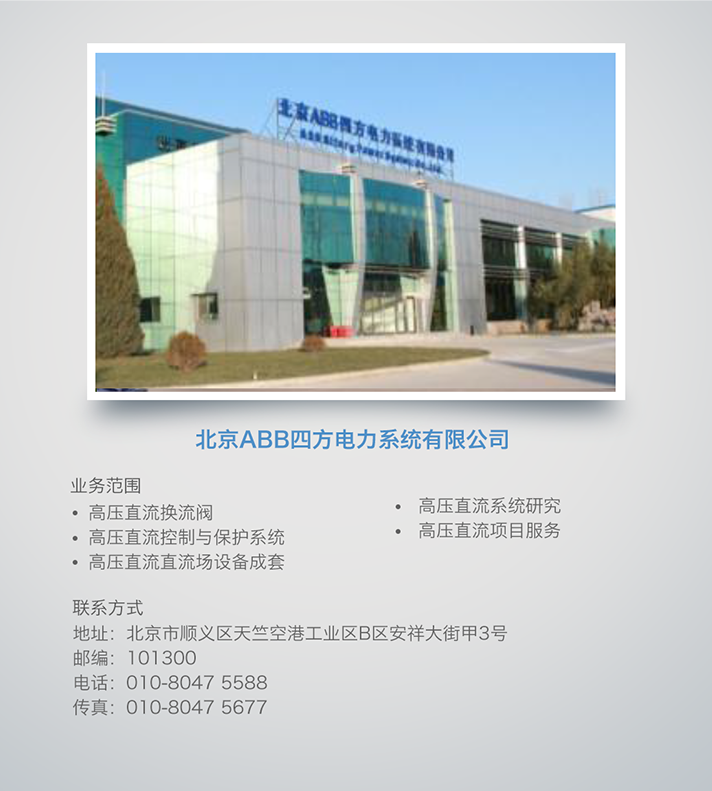 北京ABB四方电力系统有限公司
北京ABB四方电力系统有限公司
业务范围
• 高压直流换流阀
• 高压直流控制与保护系统
• 高压直流直流场设备成套
• 高压直流系统研究
• 高压直流项目服务
联系方式
地址：北京市顺义区天竺空港工业区B区安祥大街甲3号
邮编：101300
电话：010-8047 5588
传真：010-8047 5677